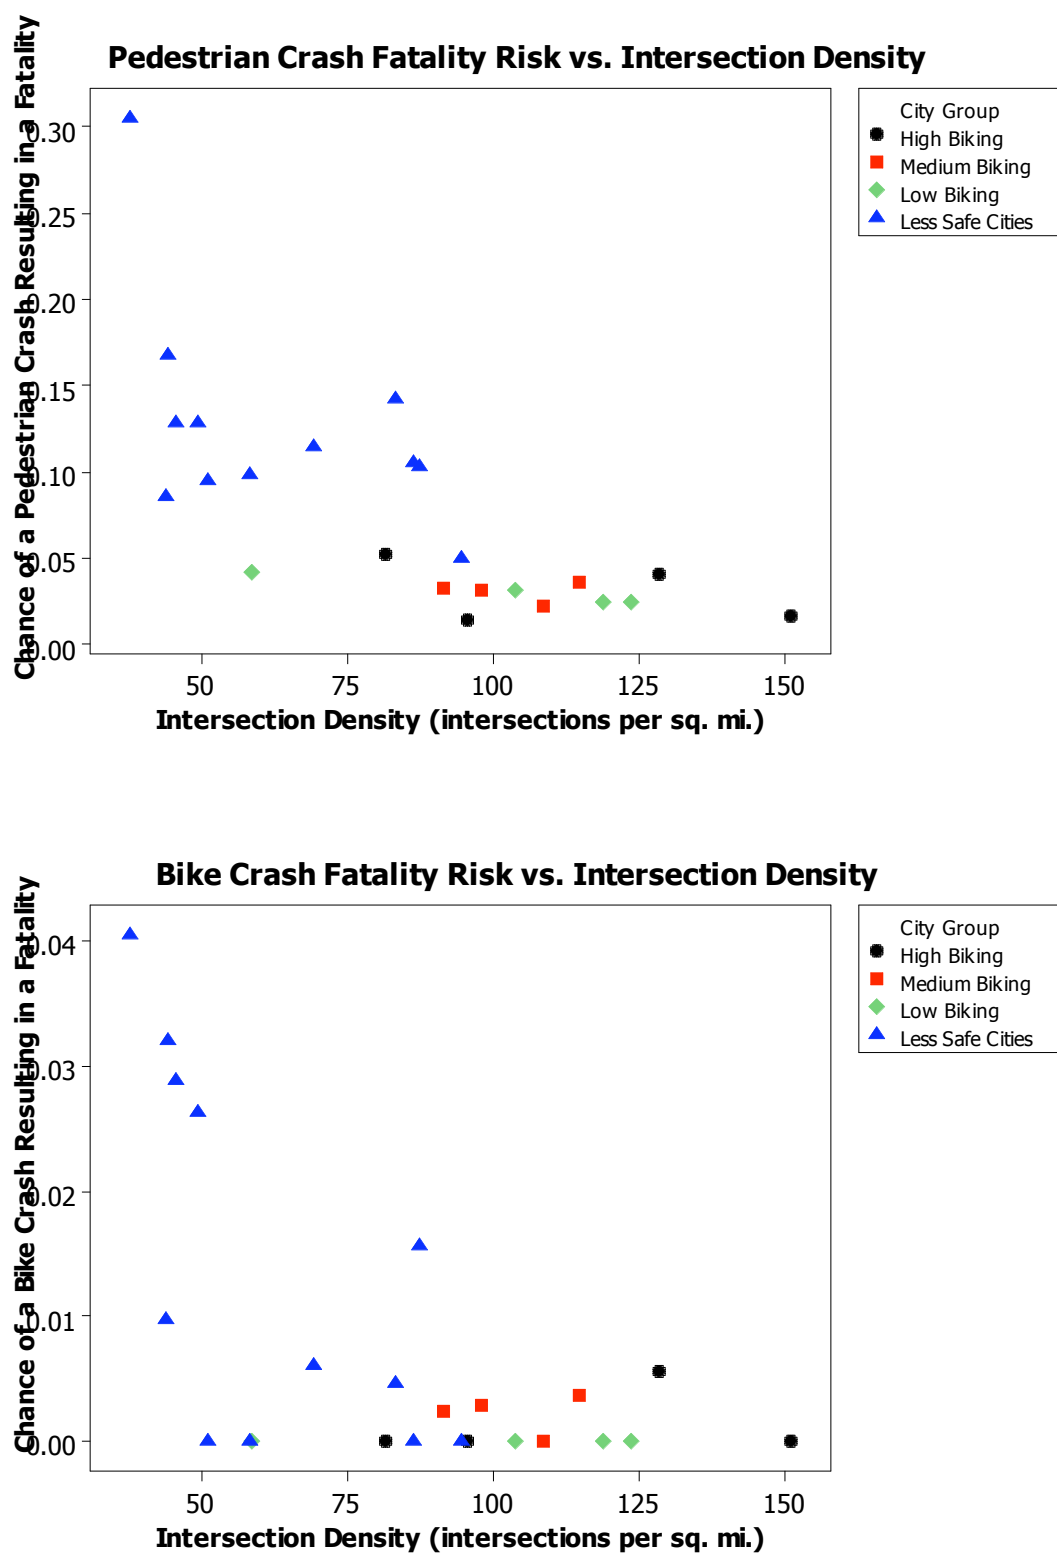 Pedestrian Crash Fatality Risk vs. Intersection Density
Chance of a Pedestrian Crash Resulting in a Fatality
0.30
0.25
0.20
0.15
0.10
0.05
0.00
50 75 100 125 150
Intersection Density (intersections per sq. mi.)
City Group
High Biking
Medium Biking
Low Biking
Less Safe Cities
Bike Crash Fatality Risk vs. Intersection Density
Chance of a Bike Crash Resulting in a Fatality
0.04
0.03
0.02
0.01
0.00
50 75 100 125 150
Intersection Density (intersections per sq. mi.)
City Group
High Biking
Medium Biking
Low Biking
Less Safe Cities